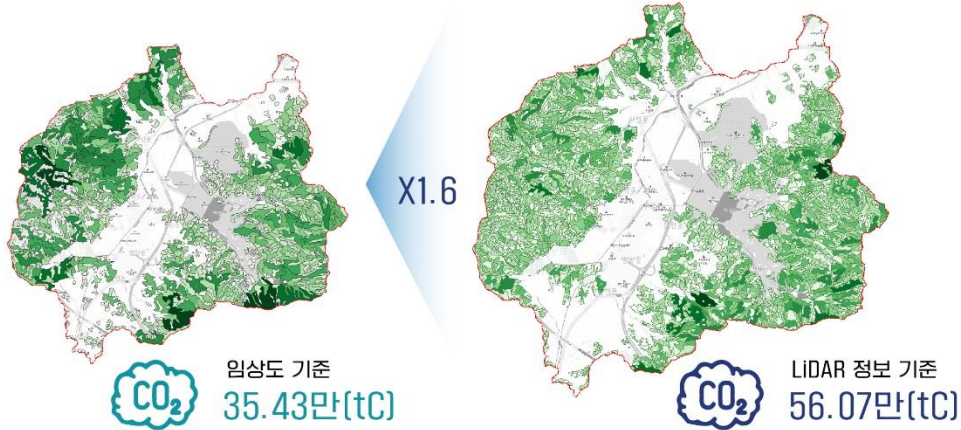 X1.6
CO₂
임상도 기준
35.43만(tC)
CO₂
LiDAR 정보 기준
56.07만(tC)